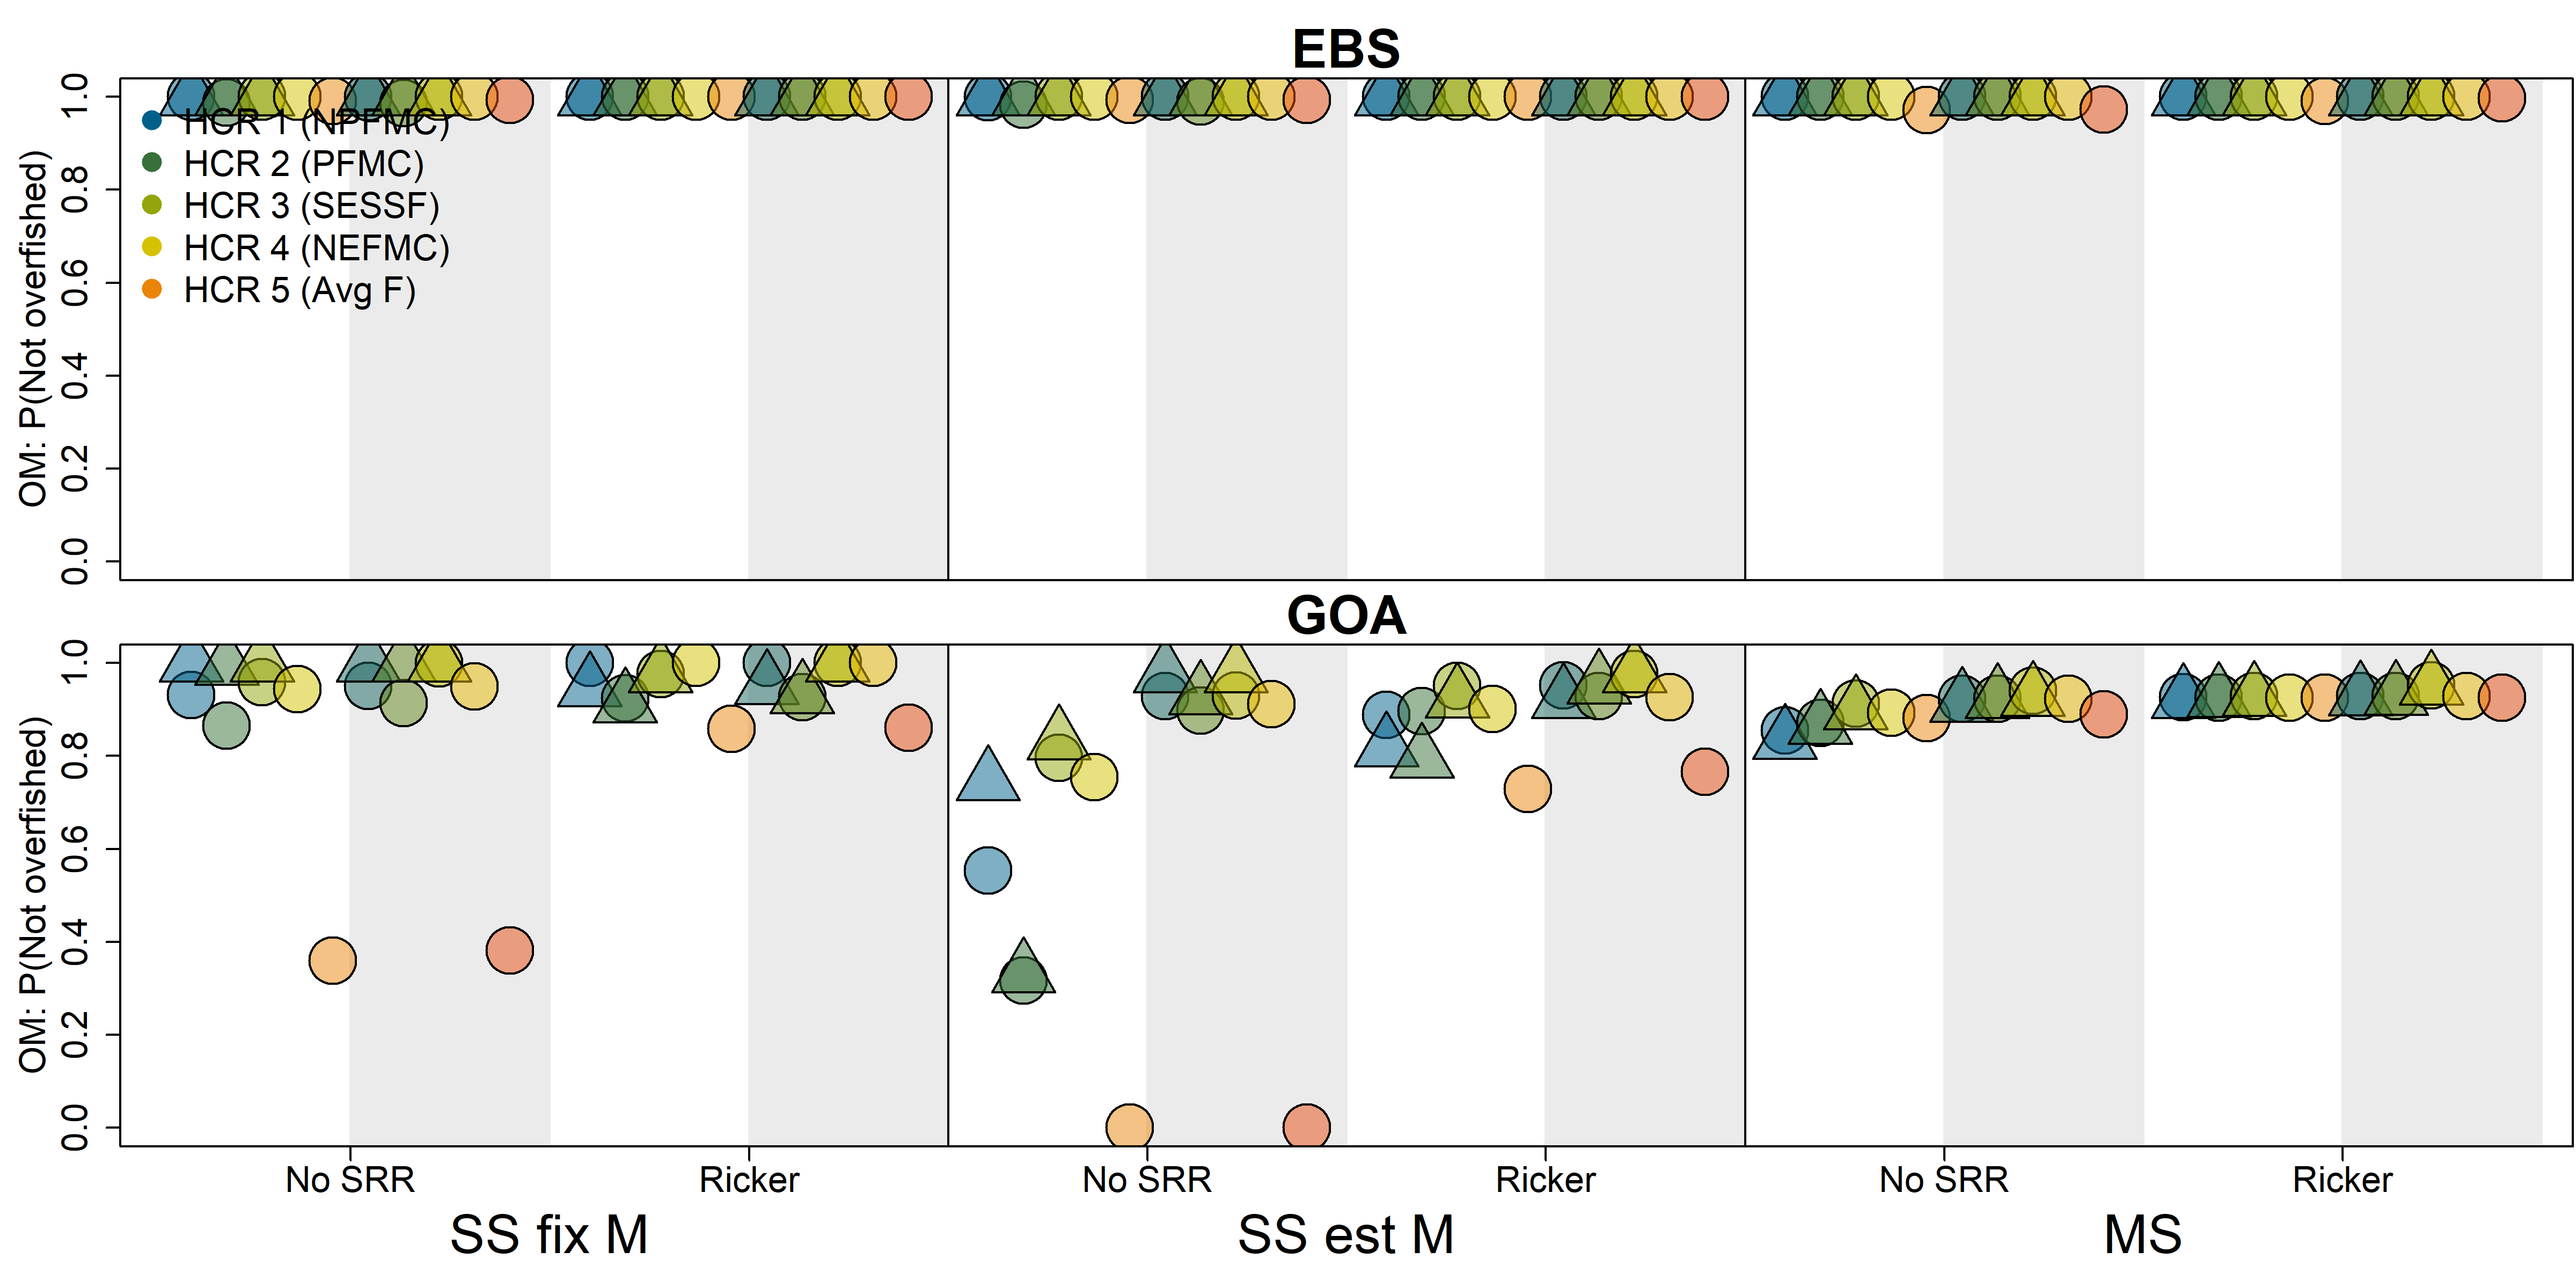 EBS
OM: P(Not overfished)
1.0
0.8
0.6
0.4
0.2
0.0
HCR 1 (NPFMC)
HCR 2 (PFMC)
HCR 3 (SESSF)
HCR 4 (NEFMC)
HCR 5 (Avg F)
GOA
OM: P(Not overfished)
1.0
0.8
0.6
0.4
0.2
0.0
No SRR Ricker No SRR Ricker No SRR Ricker
SS fix M SS est M MS